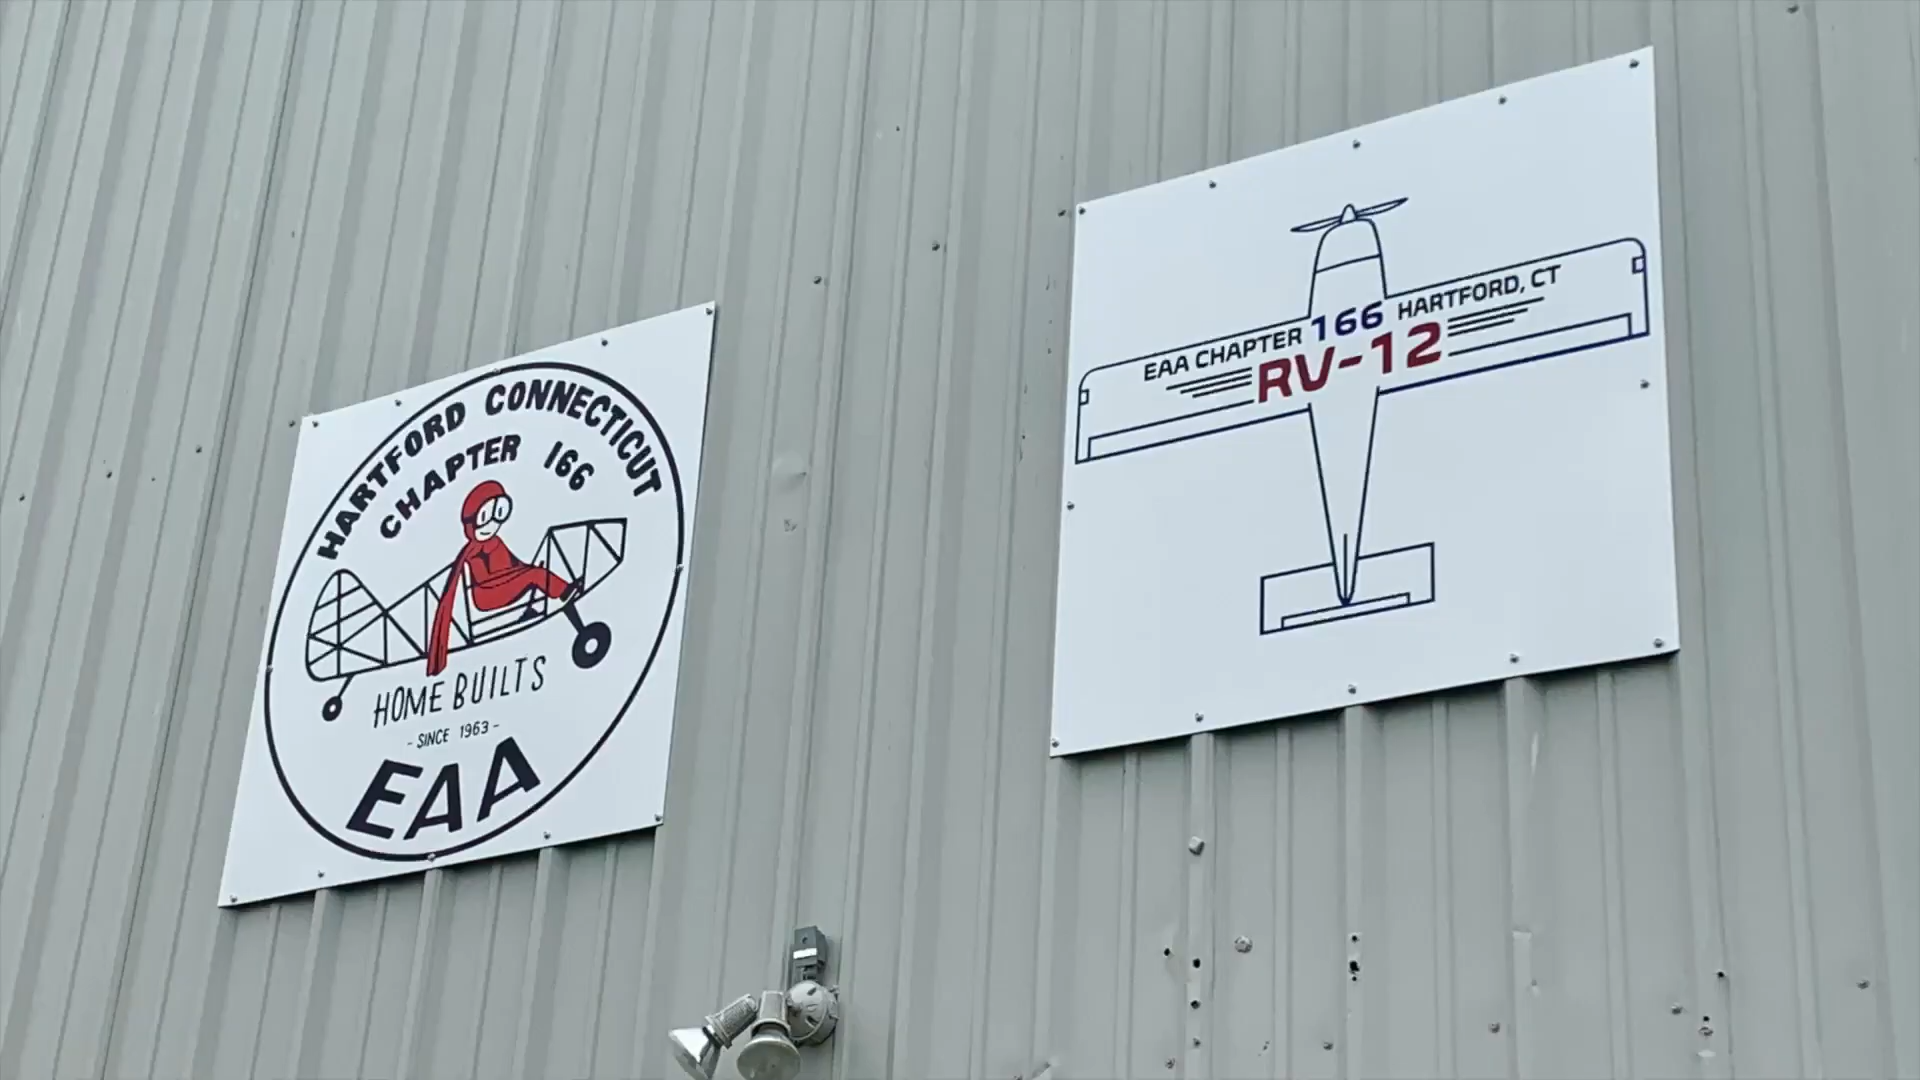 HARTFORD CONNECTICUT
CHAPTER 166
HOME BUILTS
- SINCE 1963 -
EAA
EAA CHAPTER 166 HARTFORD, CT
RV-12